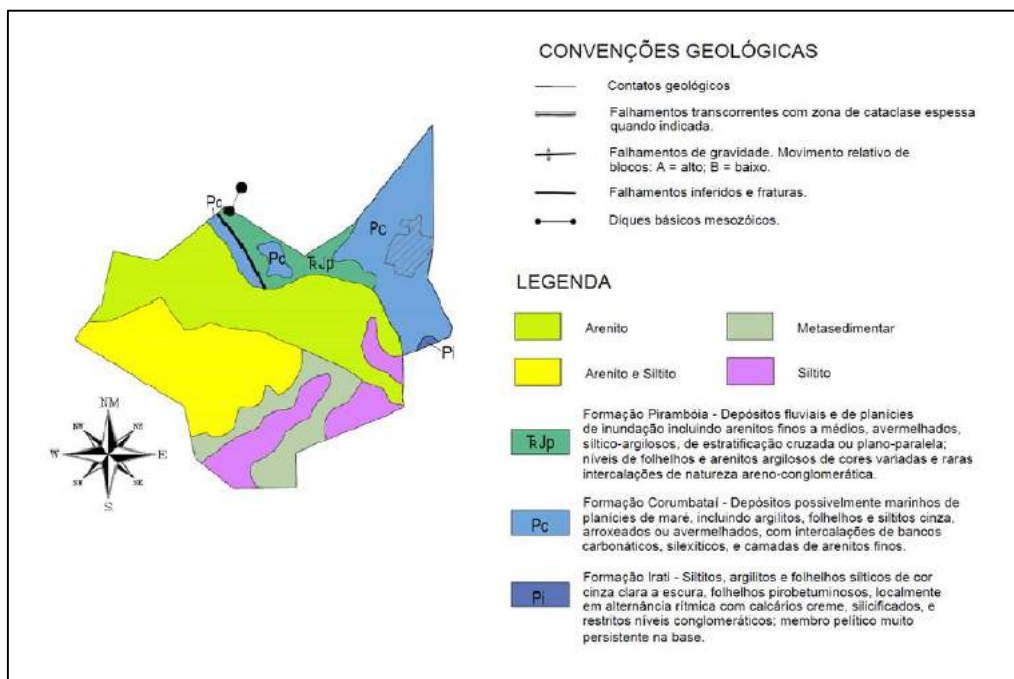 CONVENÇÕES GEOLÓGICAS
Contatos geológicos
Falhamentos transcorrentes com zona de cataclase espessa
quando indicada.
Falhamentos de gravidade. Movimento relativo de
blocos: A = alto; B = baixo.
Falhamentos inferidos e fraturas.
Diques básicos mesozóicos.
Pc
Pc
Pc
TRJp
Pi
NM
NW
NE
W
E
SW
SE
S
LEGENDA
Arenito
Metasedimentar
Arenito e Siltito
Siltito
TRJp
Formação Pirambóia - Depósitos fluviais e de planícies
de inundação incluindo arenitos finos a médios, avermelhados,
síltico-argilosos, de estratificação cruzada ou plano-paralela;
níveis de folhelhos e arenitos argilosos de cores variadas e raras
intercalações de natureza areno-conglomerática.
Pc
Formação Corumbataí - Depósitos possivelmente marinhos de
planícies de maré, incluindo argilitos, folhelhos e siltitos cinza,
arroxeados ou avermelhados, com intercalações de bancos
carbonáticos, silexíticos, e camadas de arenitos finos.
Pi
Formação Irati - Siltitos, argilitos e folhelhos sílticos de cor
cinza clara a escura, folhelhos pirobetuminosos, localmente
em alternância rítmica com calcários creme, silicificados, e
restritos níveis conglomeráticos; membro pelítico muito
persistente na base.